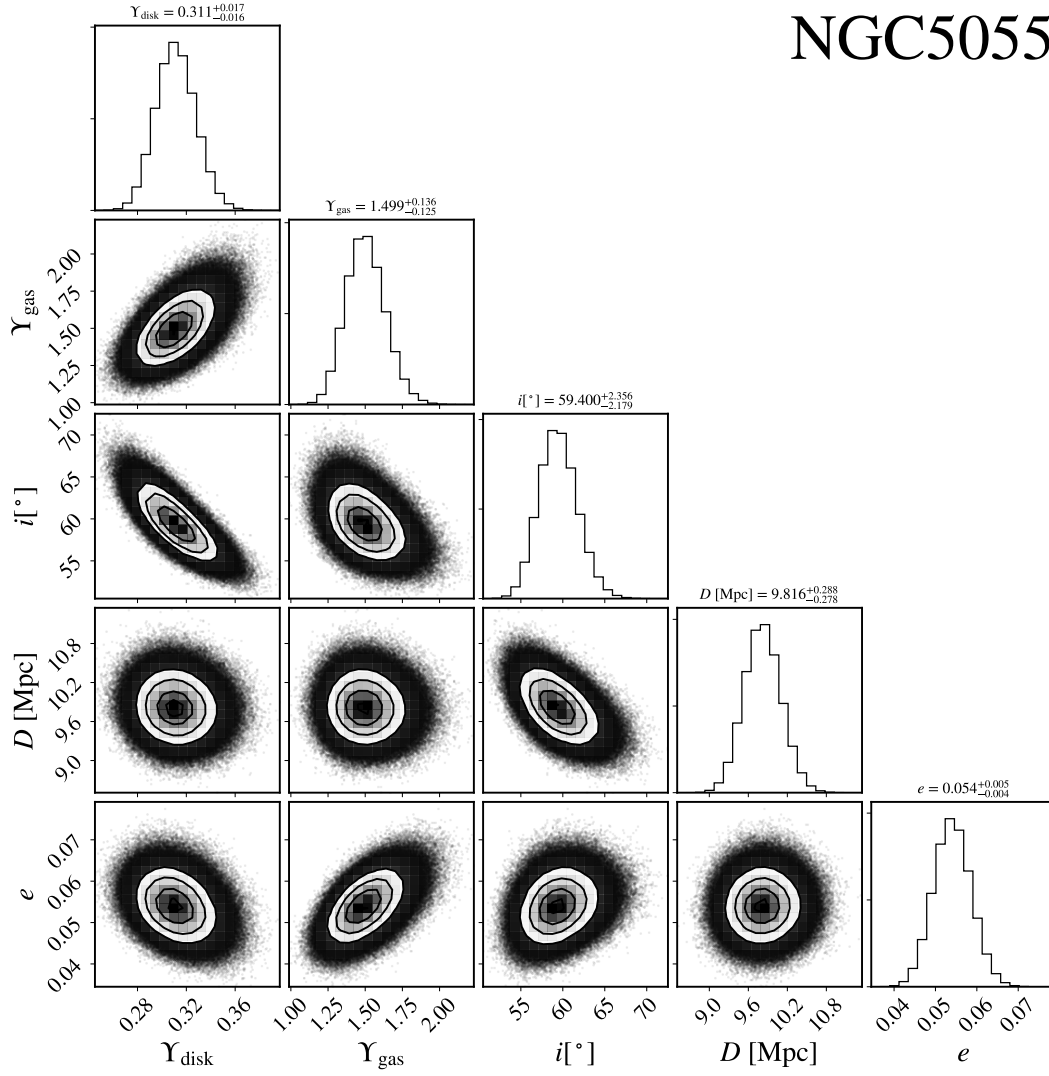 NGC5055
ϒdisk = 0.311+0.017−0.016
ϒgas = 1.499+0.136−0.125
i[°] = 59.400+2.356−2.179
D [Mpc] = 9.816+0.288−0.278
e = 0.054+0.005−0.004
ϒgas
2.00
1.75
1.50
1.25
1.00
i[°]
70
65
60
55
D [Mpc]
10.8
10.2
9.6
9.0
e
0.07
0.06
0.05
0.04
0.28 0.32 0.36
1.00 1.25 1.50 1.75 2.00
55 60 65 70
9.0 9.6 10.2 10.8
0.04 0.05 0.06 0.07
ϒdisk
ϒgas
i[°]
D [Mpc]
e